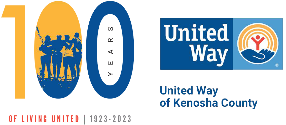 100
YEARS
OF LIVING UNITED | 1923-2023
United
Way
United Way
of Kenosha County